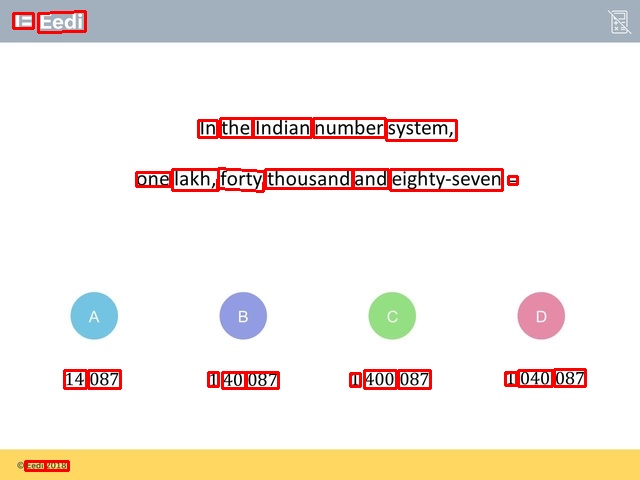 Eedi
In the Indian number system,
one lakh, forty thousand and eighty-seven =
A B C D
14 087 1 40 087 1 400 087 1 040 087
© Eedi 2018